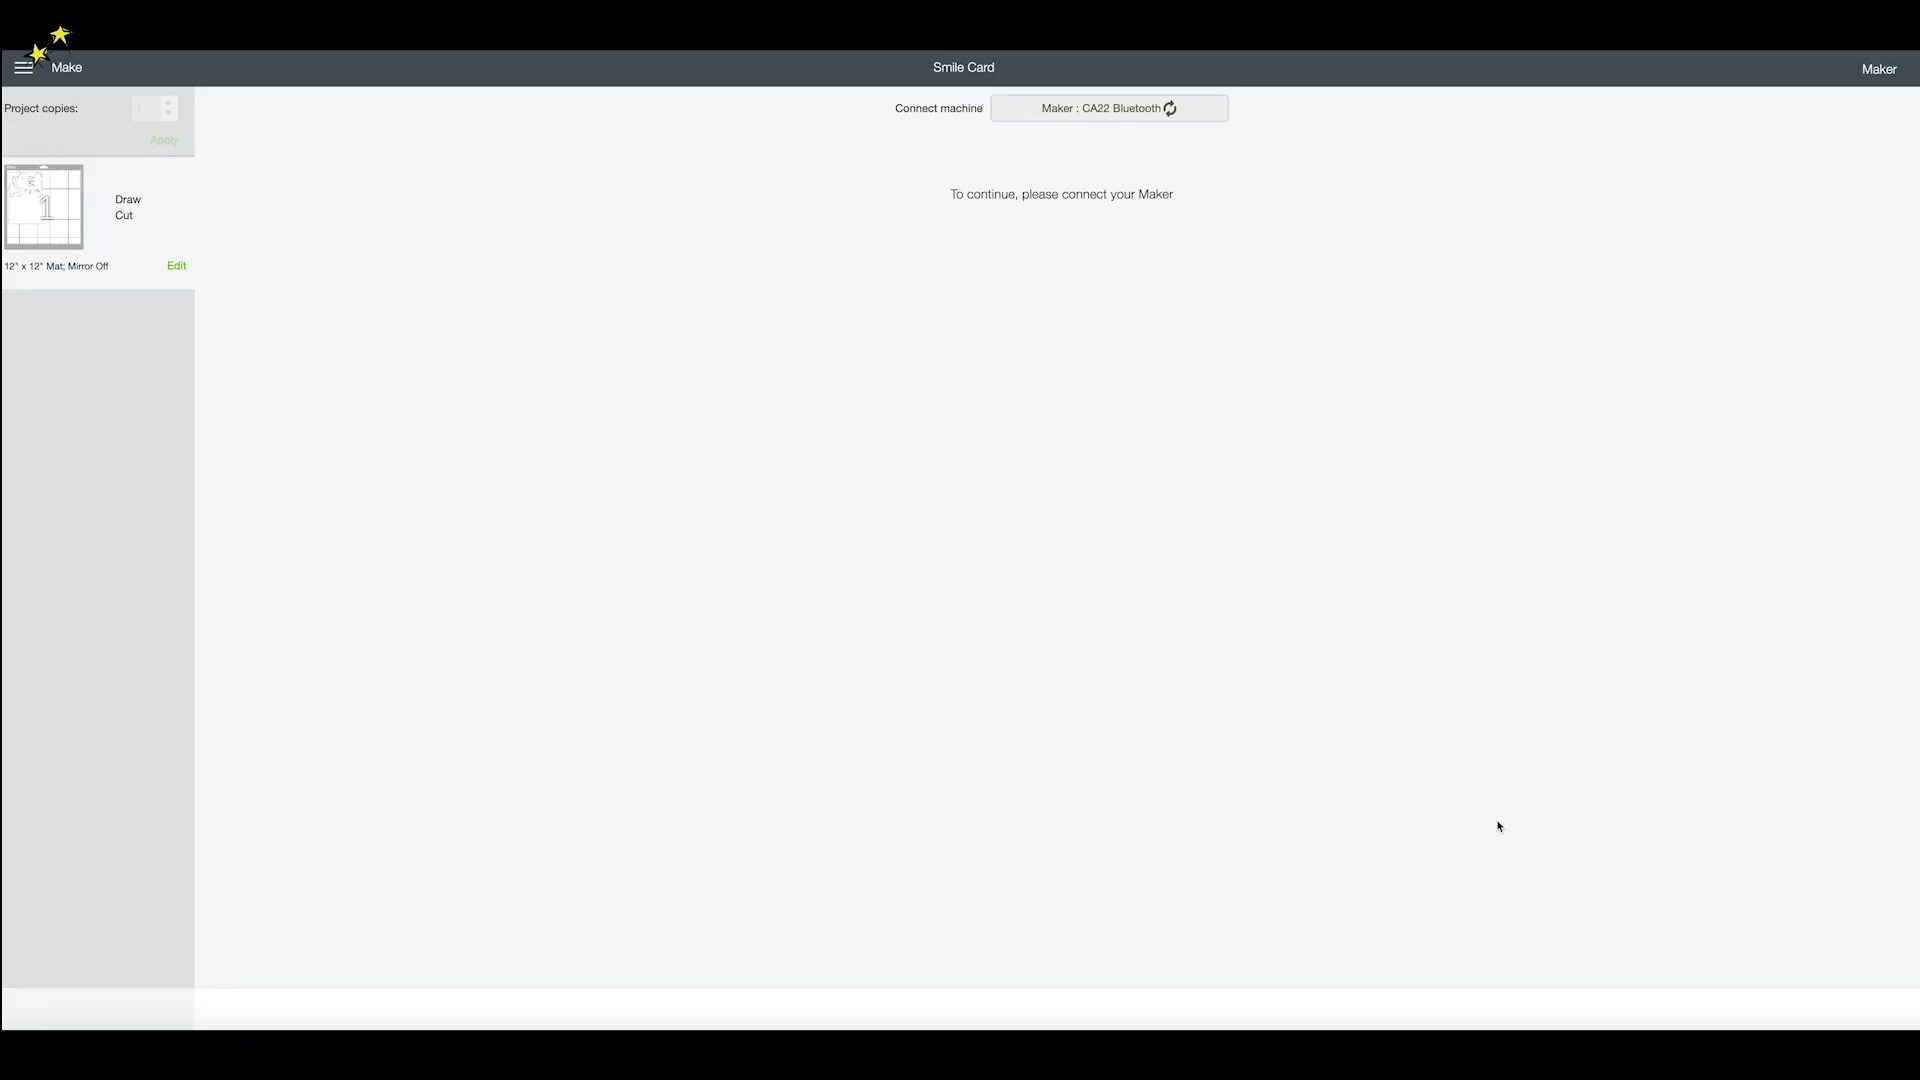 Make
Smile Card
Maker
Project copies:
Connect machine
Maker : CA22 Bluetooth
Apply
To continue, please connect your Maker
1
Draw
Cut
12" x 12" Mat; Mirror Off
Edit